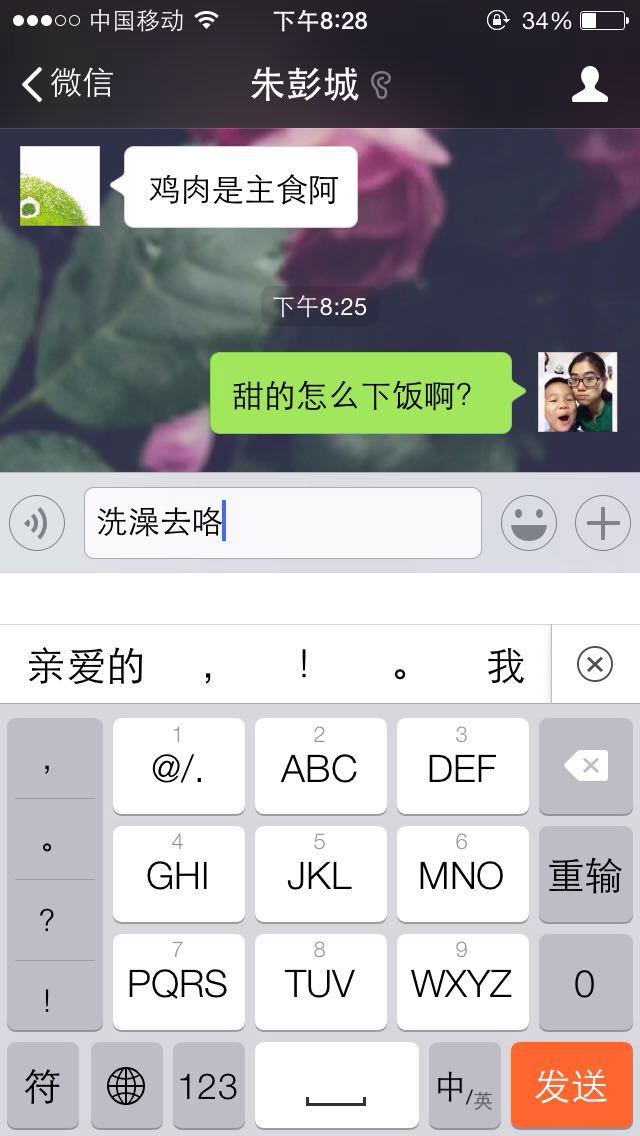 中国移动 下午8:28 34%
微信 朱彭城
鸡肉是主食阿
下午8:25
甜的怎么下饭啊?
洗澡去咯
亲爱的 , ! 。 我
, 1 @/. 2 ABC 3 DEF
。 4 GHI 5 JKL 6 MNO 重输
? 7 PQRS 8 TUV 9 WXYZ 0
!
符 123 中/英 发送